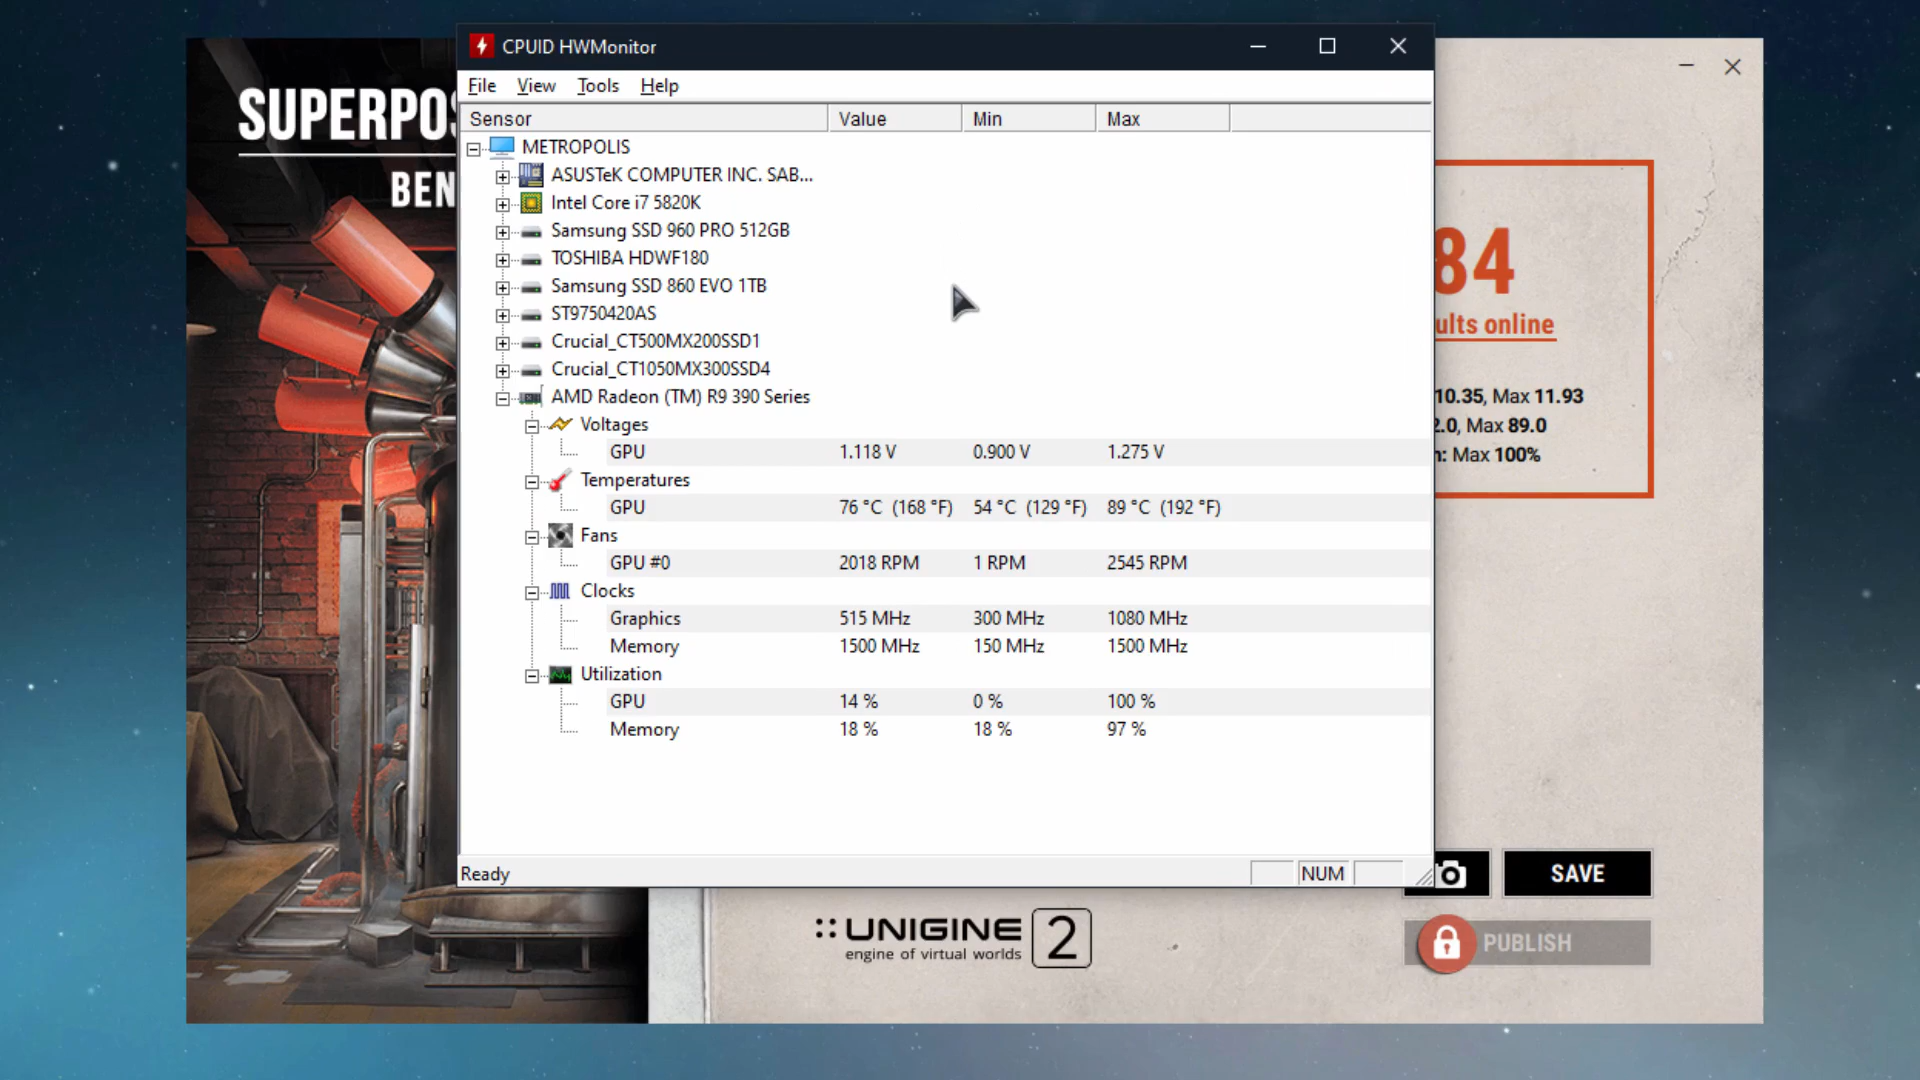 SUPERPOS
BEN
CPUID HWMonitor
File View Tools Help
Sensor Value Min Max
METROPOLIS
ASUSTeK COMPUTER INC. SAB...
Intel Core i7 5820K
Samsung SSD 960 PRO 512GB
TOSHIBA HDWF180
Samsung SSD 860 EVO 1TB
ST9750420AS
Crucial_CT500MX200SSD1
Crucial_CT1050MX300SSD4
AMD Radeon (TM) R9 390 Series
Voltages
GPU 1.118 V 0.900 V 1.275 V
Temperatures
GPU 76 °C (168 °F) 54 °C (129 °F) 89 °C (192 °F)
Fans
GPU #0 2018 RPM 1 RPM 2545 RPM
Clocks
Graphics 515 MHz 300 MHz 1080 MHz
Memory 1500 MHz 150 MHz 1500 MHz
Utilization
GPU 14 % 0 % 100 %
Memory 18 % 18 % 97 %
Ready NUM
84
ults online
10.35, Max 11.93
2.0, Max 89.0
n: Max 100%
SAVE
PUBLISH
UNIGINE 2
engine of virtual worlds